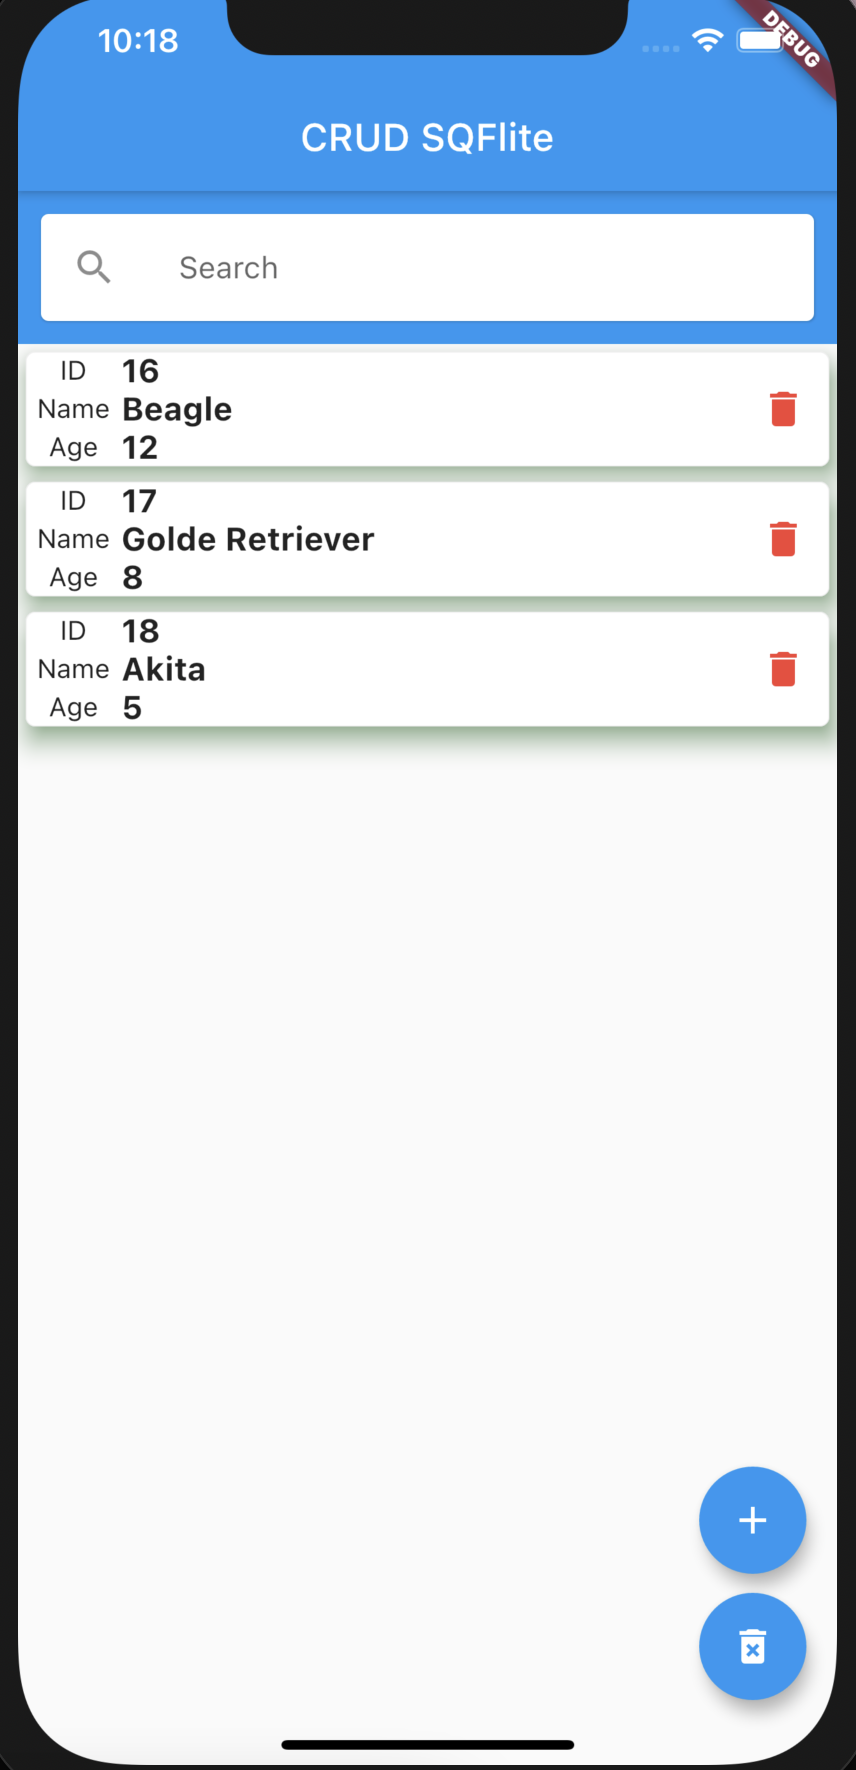 10:18
DEBUG
CRUD SQFlite
Search
ID 16
Name Beagle
Age 12
ID 17
Name Golde Retriever
Age 8
ID 18
Name Akita
Age 5